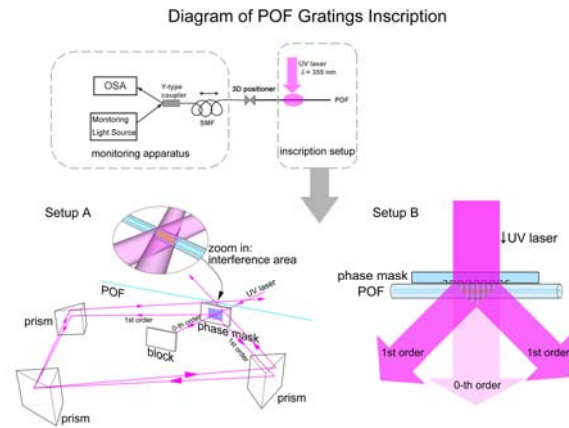 Diagram of POF Gratings Inscription
OSA
Y-type
coupler
Monitoring
Light Source
SMF
3D positioner
UV laser
λ = 355 nm
POF
monitoring apparatus
inscription setup
Setup A
zoom in:
interference area
POF
UV laser
prism
1st order
0-th order
phase mask
block
1st order
prism
prism
Setup B
UV laser
phase mask
POF
1st order
1st order
0-th order